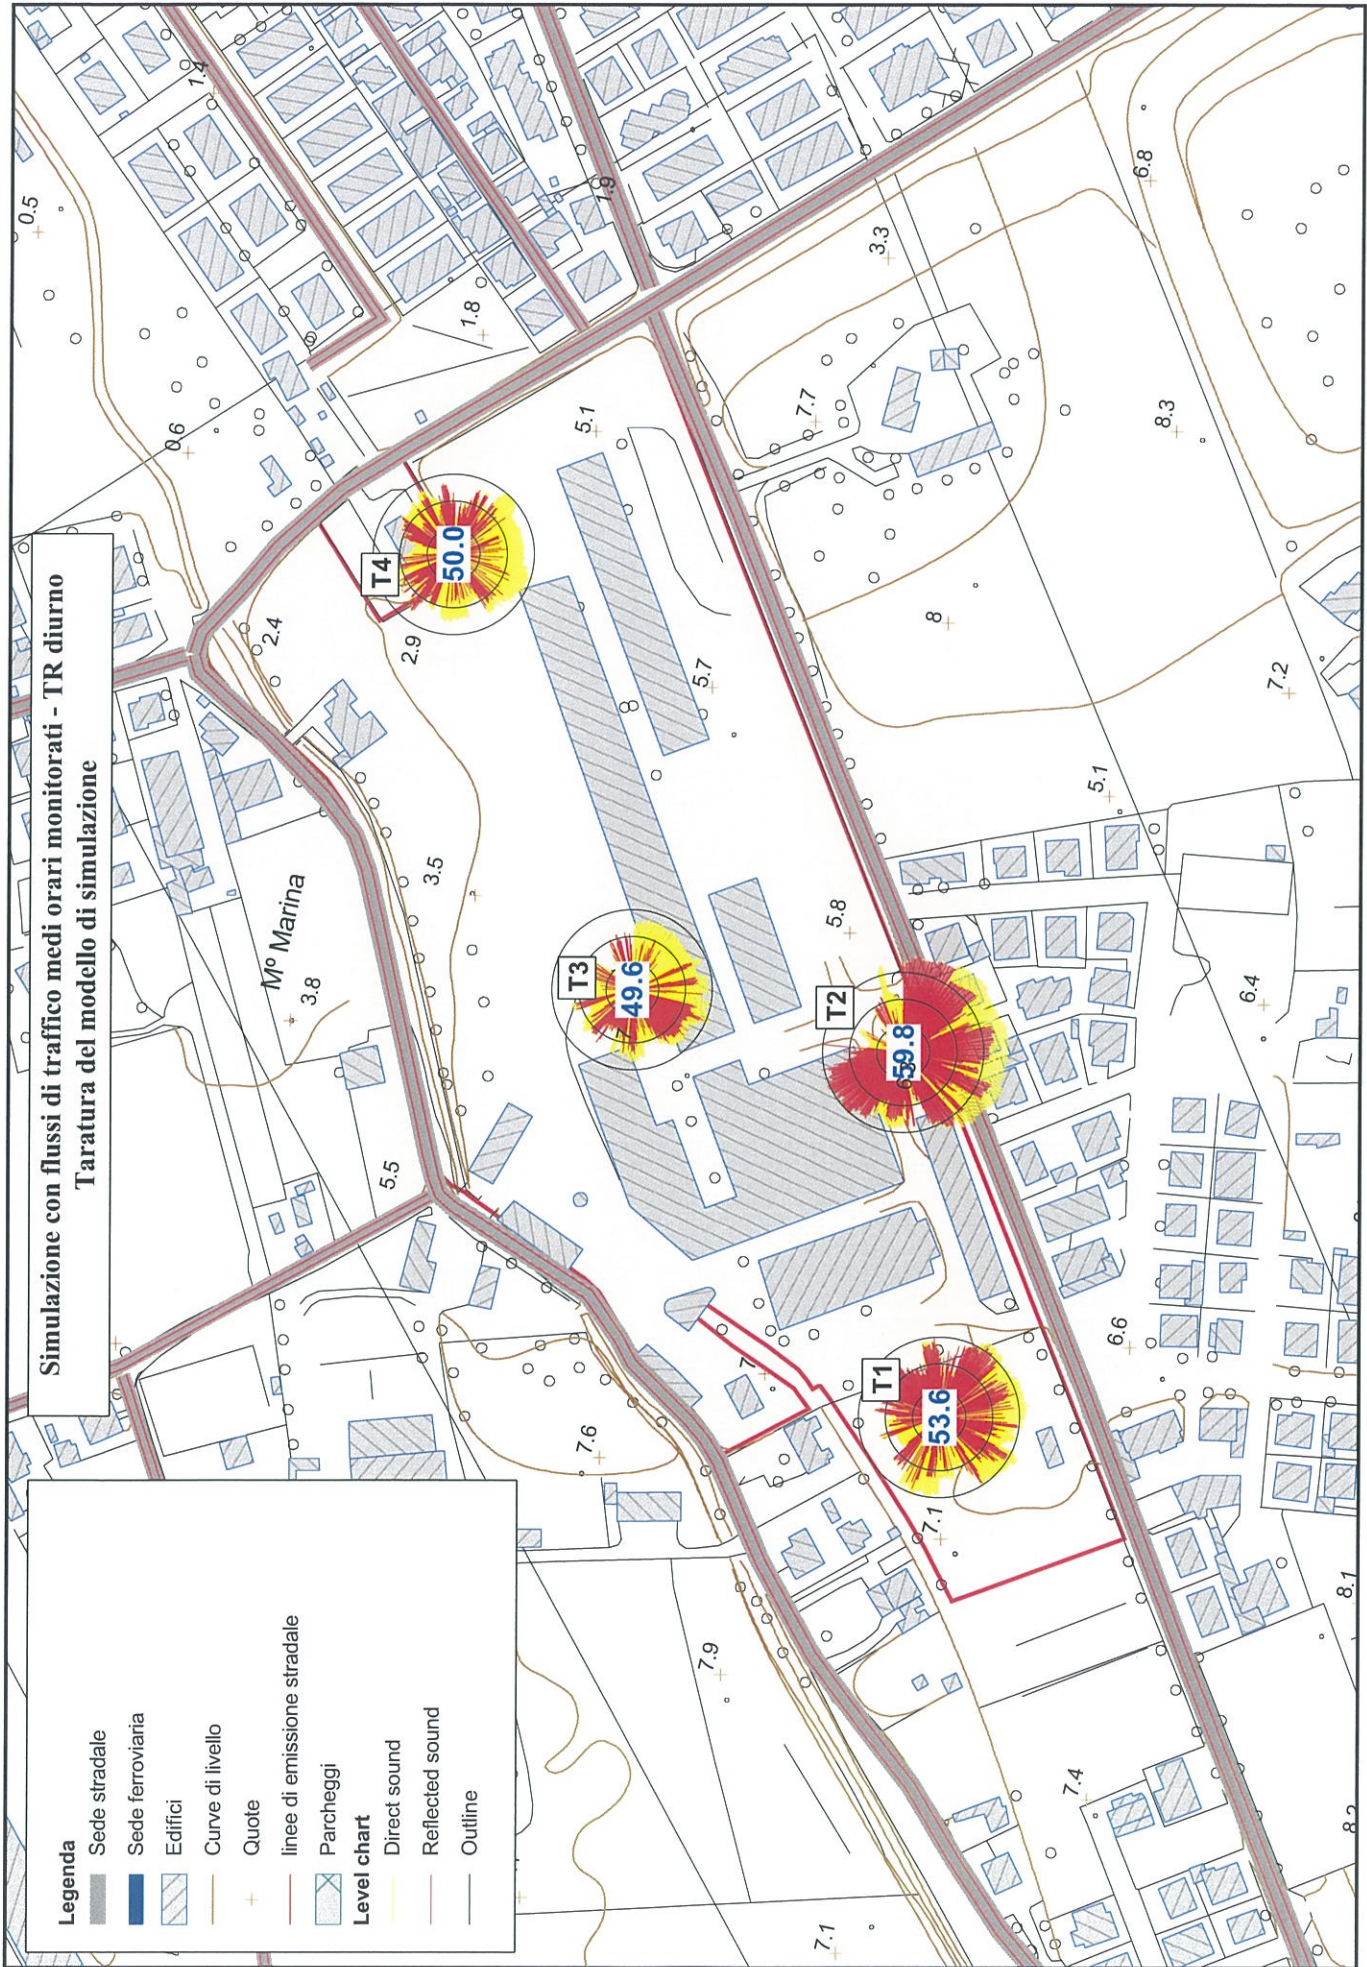 Simulazione con flussi di traffico medi orari monitorati - TR diurno
Taratura del modello di simulazione
Legenda
Sede stradale
Sede ferroviaria
Edifici
Curve di livello
Quote
linee di emissione stradale
Parcheggi
Level chart
Direct sound
Reflected sound
Outline
T1
53.6
T2
59.8
T3
49.6
T4
50.0
Mº Marina
3.8
5.5
3.5
2.4
2.9
0.6
0.5
1.4
1.8
1.9
5.1
5.7
5.8
3.3
6.8
7.7
8.3
8
7.2
5.1
6.4
6.6
7
7.6
7.1
7.9
7.4
7.1
8.1
8.2